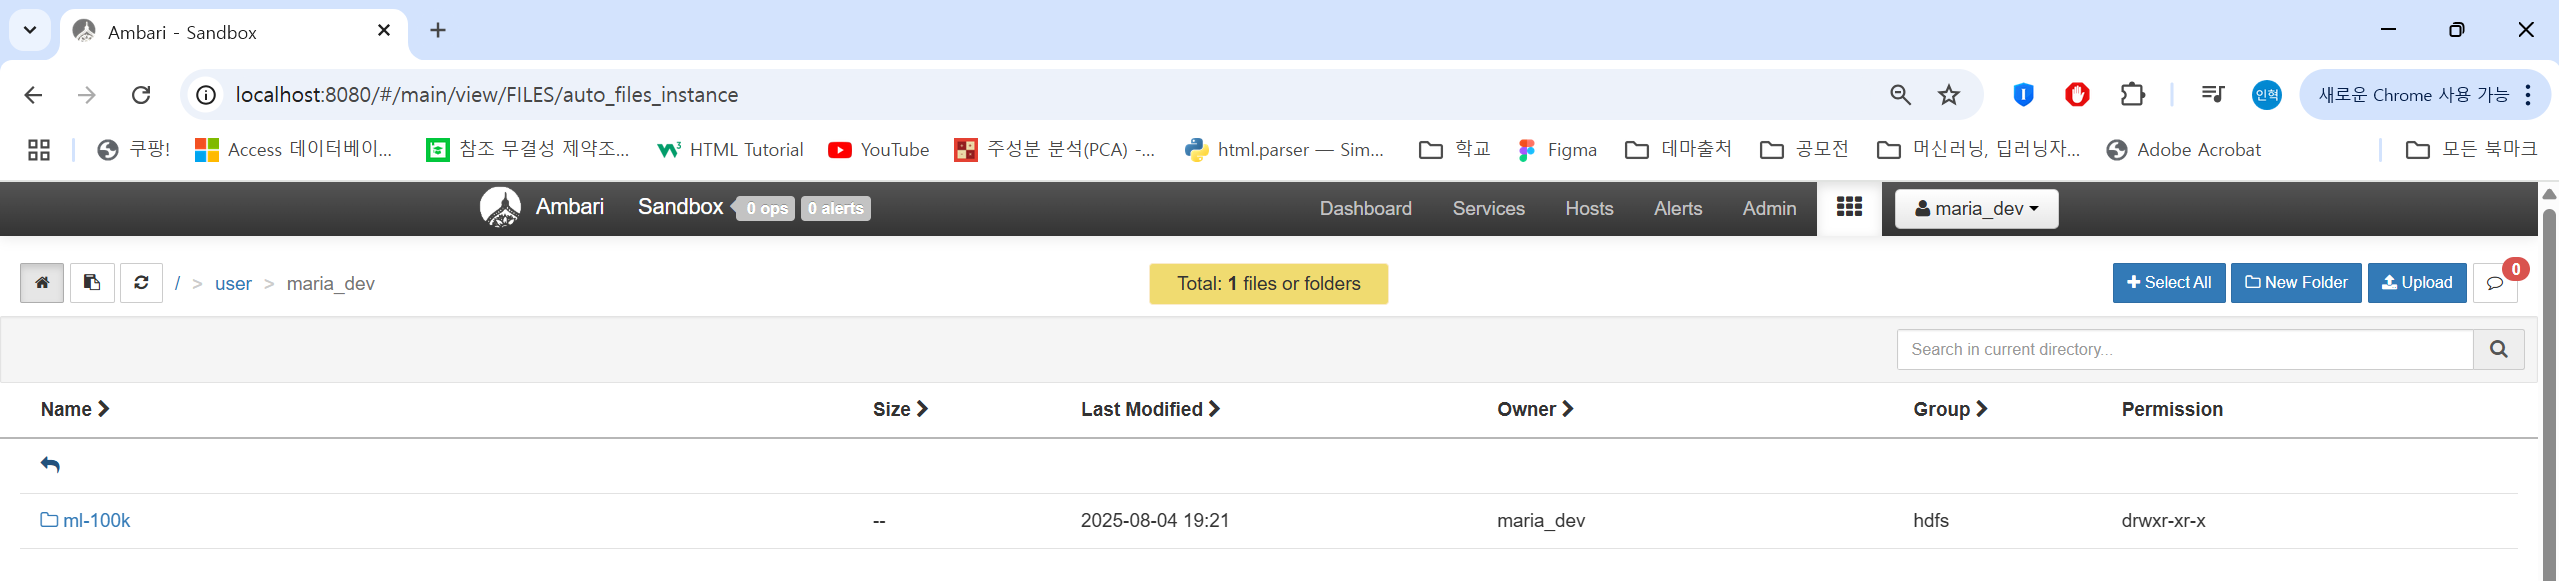 Ambari - Sandbox
localhost:8080/#/main/view/FILES/auto_files_instance
인혁
새로운 Chrome 사용 가능
쿠팡!
Access 데이터베이...
참조 무결성 제약조...
HTML Tutorial
YouTube
주성분 분석(PCA) -...
html.parser — Sim...
학교
Figma
데마출처
공모전
머신러닝, 딥러닝자...
Adobe Acrobat
모든 북마크
Ambari Sandbox 0 ops 0 alerts Dashboard Services Hosts Alerts Admin maria_dev
/ > user > maria_dev
Total: 1 files or folders
Select All
New Folder
Upload
0
Search in current directory...
Name Size Last Modified Owner Group Permission
ml-100k -- 2025-08-04 19:21 maria_dev hdfs drwxr-xr-x